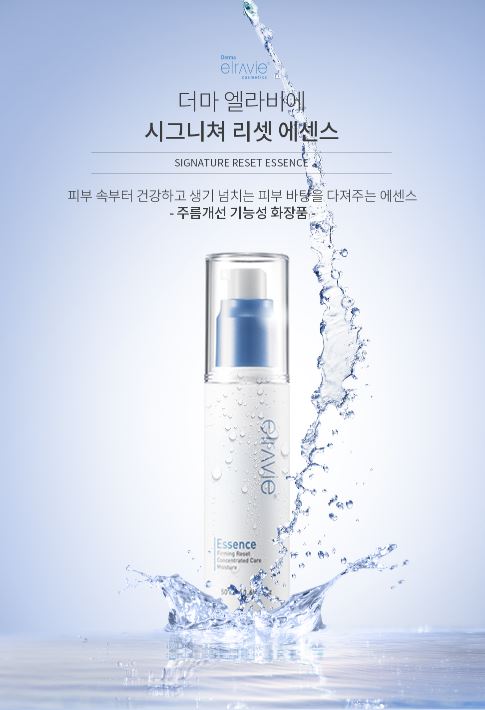 Derma
elravie
cosmetics
더마 엘라비에
시그니쳐 리셋 에센스
SIGNATURE RESET ESSENCE
피부 속부터 건강하고 생기 넘치는 피부 바탕을 다져주는 에센스
- 주름개선 기능성 화장품
elravie
Essence
Firming Reset
Concentrated Care
Moisture